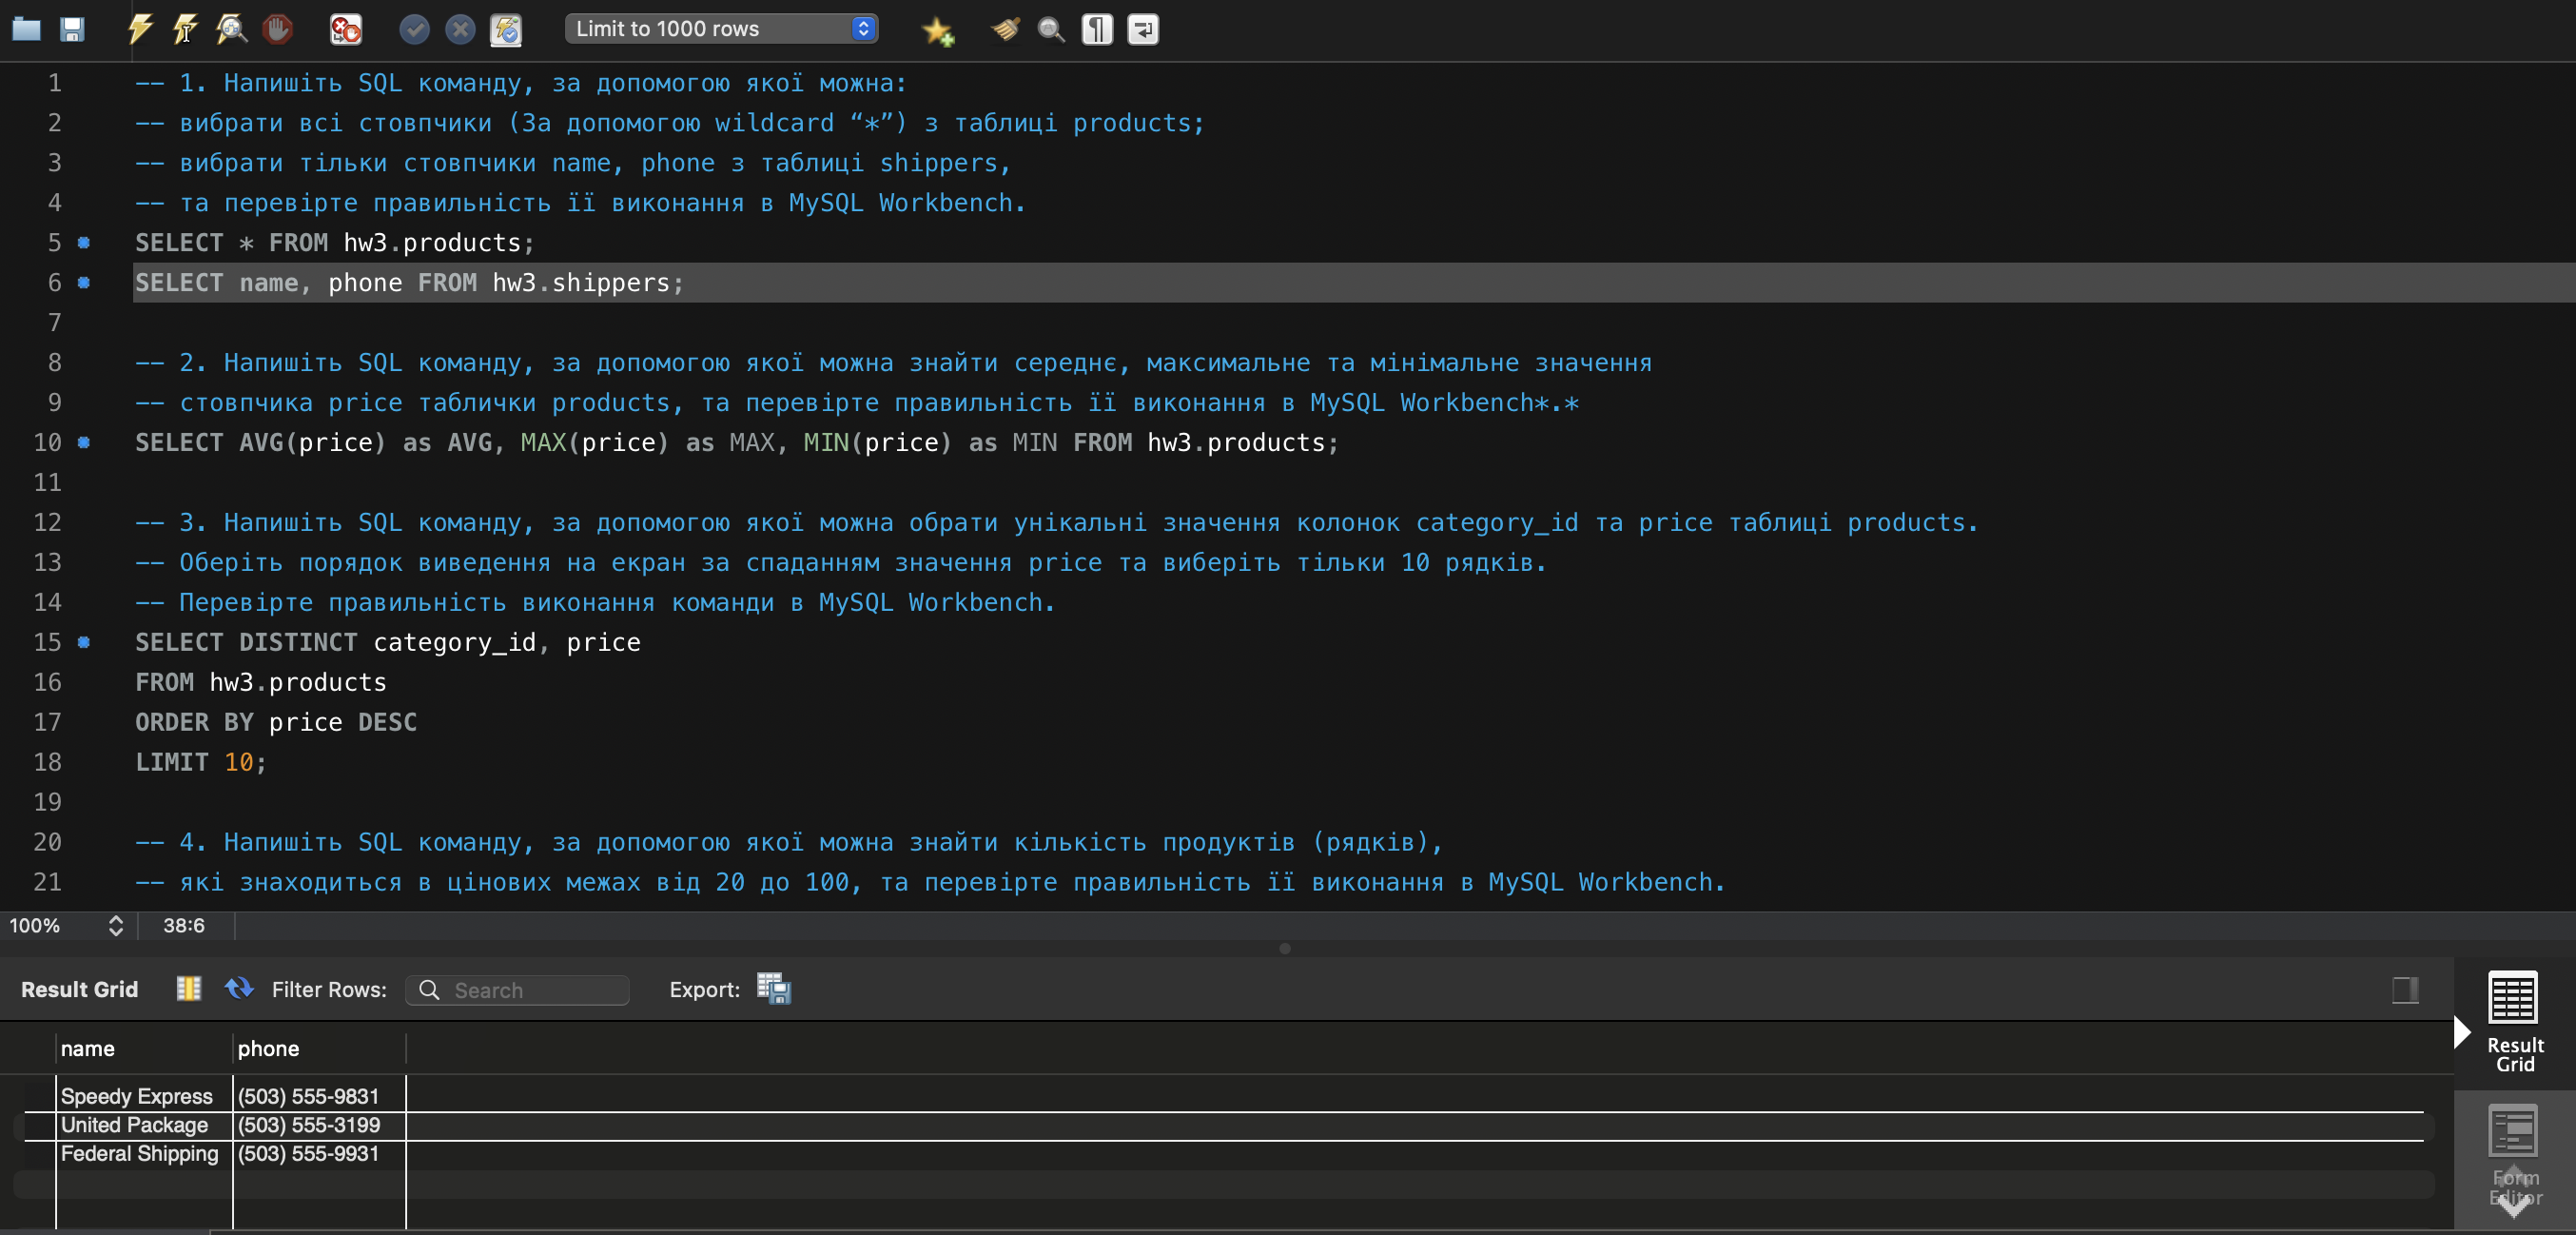 Limit to 1000 rows
1 -- 1. Напишіть SQL команду, за допомогою якої можна:
2 -- вибрати всі стовпчики (За допомогою wildcard “*”) з таблиці products;
3 -- вибрати тільки стовпчики name, phone з таблиці shippers,
4 -- та перевірте правильність її виконання в MySQL Workbench.
5 SELECT * FROM hw3.products;
6 SELECT name, phone FROM hw3.shippers;
7
8 -- 2. Напишіть SQL команду, за допомогою якої можна знайти середнє, максимальне та мінімальне значення
9 -- стовпчика price таблички products, та перевірте правильність її виконання в MySQL Workbench*.*
10 SELECT AVG(price) as AVG, MAX(price) as MAX, MIN(price) as MIN FROM hw3.products;
11
12 -- 3. Напишіть SQL команду, за допомогою якої можна обрати унікальні значення колонок category_id та price таблиці products.
13 -- Оберіть порядок виведення на екран за спаданням значення price та виберіть тільки 10 рядків.
14 -- Перевірте правильність виконання команди в MySQL Workbench.
15 SELECT DISTINCT category_id, price
16 FROM hw3.products
17 ORDER BY price DESC
18 LIMIT 10;
19
20 -- 4. Напишіть SQL команду, за допомогою якої можна знайти кількість продуктів (рядків),
21 -- які знаходиться в цінових межах від 20 до 100, та перевірте правильність її виконання в MySQL Workbench.
100% 38:6
Result Grid Filter Rows: Search Export:
name phone
Speedy Express (503) 555-9831
United Package (503) 555-3199
Federal Shipping (503) 555-9931
Result
Grid
Form
Editor